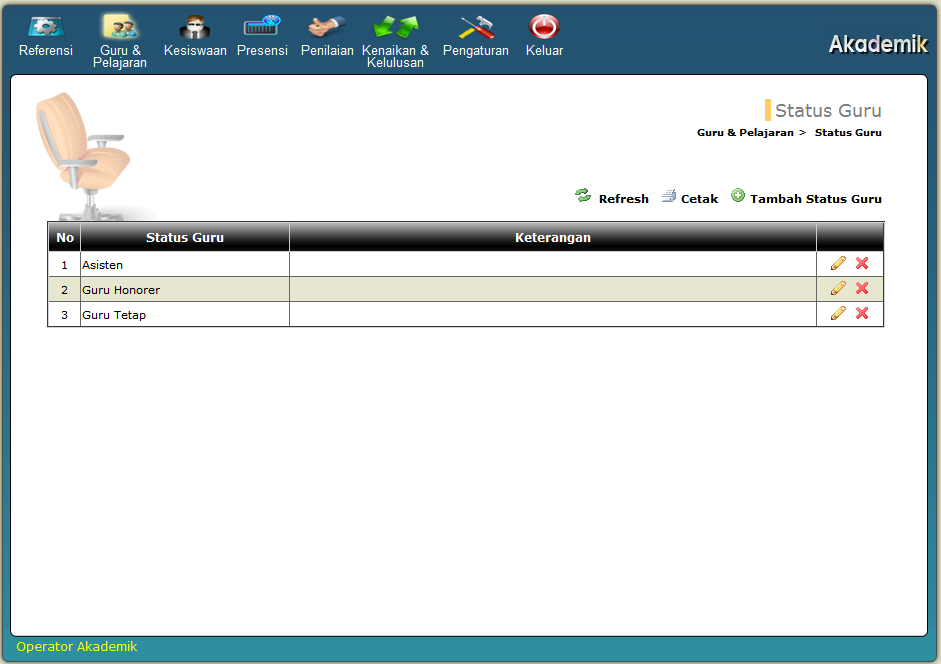 Referensi
Guru &
Pelajaran
Kesiswaan
Presensi
Penilaian
Kenaikan &
Kelulusan
Pengaturan
Keluar
Akademik
Status Guru
Guru & Pelajaran > Status Guru
Refresh Cetak Tambah Status Guru
No Status Guru Keterangan
1 Asisten
2 Guru Honorer
3 Guru Tetap
Operator Akademik